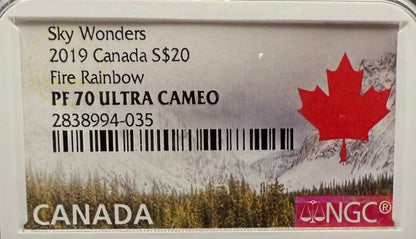 Sky Wonders
2019 Canada S$20
Fire Rainbow
PF 70 ULTRA CAMEO
2838994-035
CANADA
NGC®